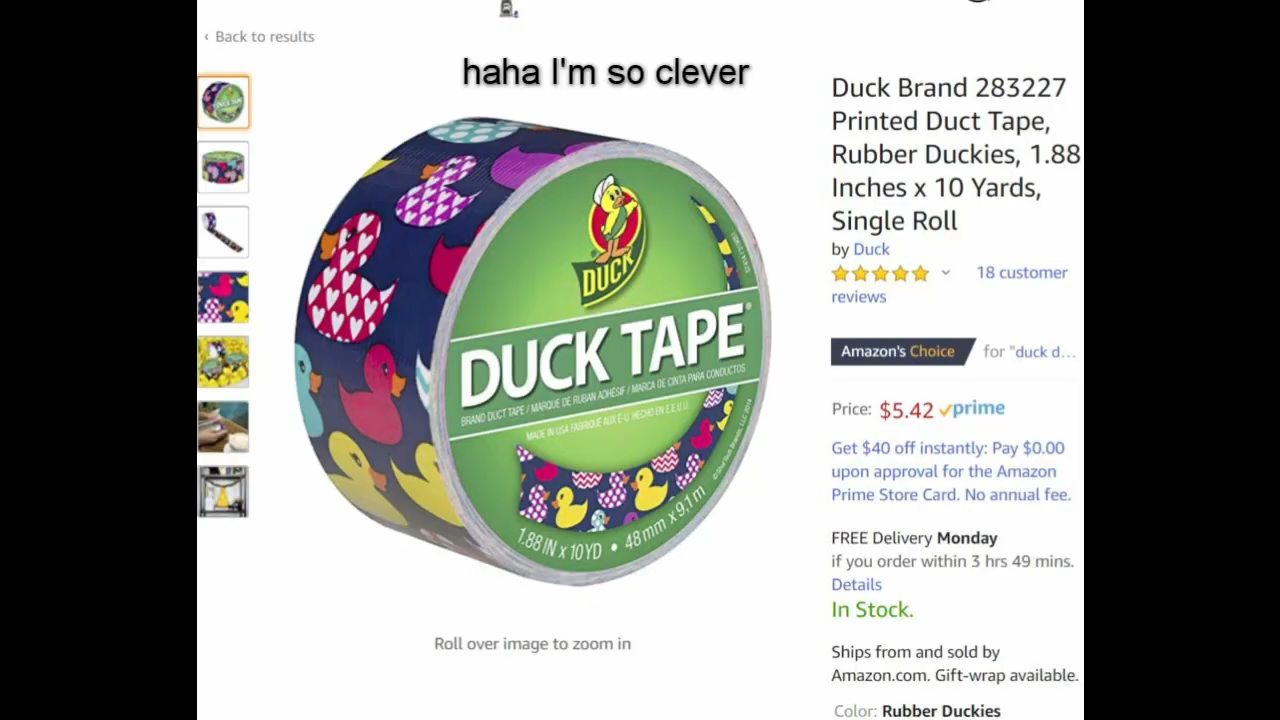 ‹ Back to results
haha I'm so clever
Duck Brand 283227
Printed Duct Tape,
Rubber Duckies, 1.88
Inches x 10 Yards,
Single Roll
by Duck
18 customer
reviews
Amazon's Choice for "duck d…
Price: $5.42 prime
Get $40 off instantly: Pay $0.00
upon approval for the Amazon
Prime Store Card. No annual fee.
FREE Delivery Monday
if you order within 3 hrs 49 mins.
Details
In Stock.
Ships from and sold by
Amazon.com. Gift-wrap available.
Color: Rubber Duckies
DUCK
DUCK TAPE®
BRAND DUCT TAPE / MARQUE DE RUBAN ADHÉSIF / MARCA DE CINTA PARA CONDUCTOS
MADE IN USA FABRIQUÉ AUX É.-U. HECHO EN E.E.U.U.
1.88 IN x 10 YD • 48 mm x 9,1 m
Roll over image to zoom in